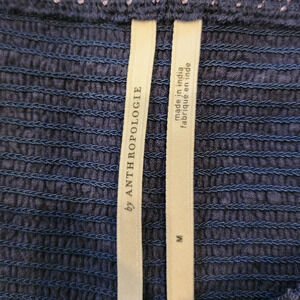 by ANTHROPOLOGIE
made in india
fabriqué en inde
M